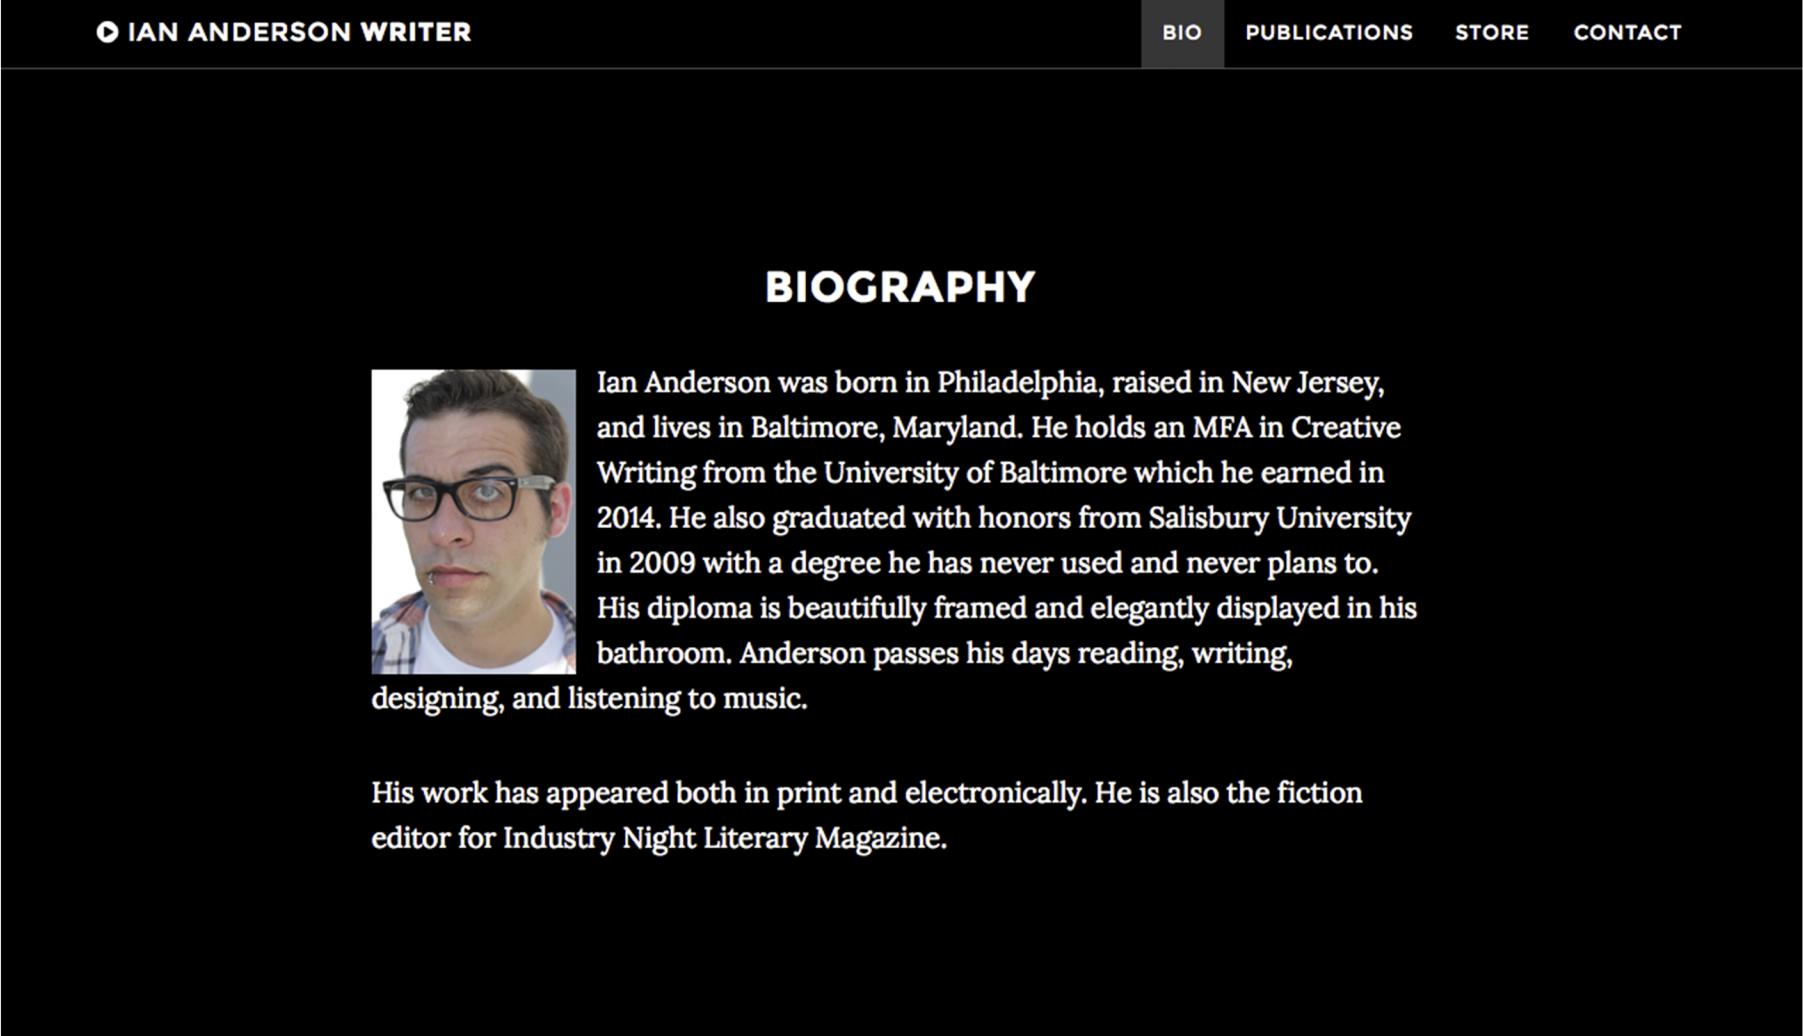 IAN ANDERSON WRITER
BIO PUBLICATIONS STORE CONTACT
BIOGRAPHY
Ian Anderson was born in Philadelphia, raised in New Jersey,
and lives in Baltimore, Maryland. He holds an MFA in Creative
Writing from the University of Baltimore which he earned in
2014. He also graduated with honors from Salisbury University
in 2009 with a degree he has never used and never plans to.
His diploma is beautifully framed and elegantly displayed in his
bathroom. Anderson passes his days reading, writing,
designing, and listening to music.
His work has appeared both in print and electronically. He is also the fiction
editor for Industry Night Literary Magazine.